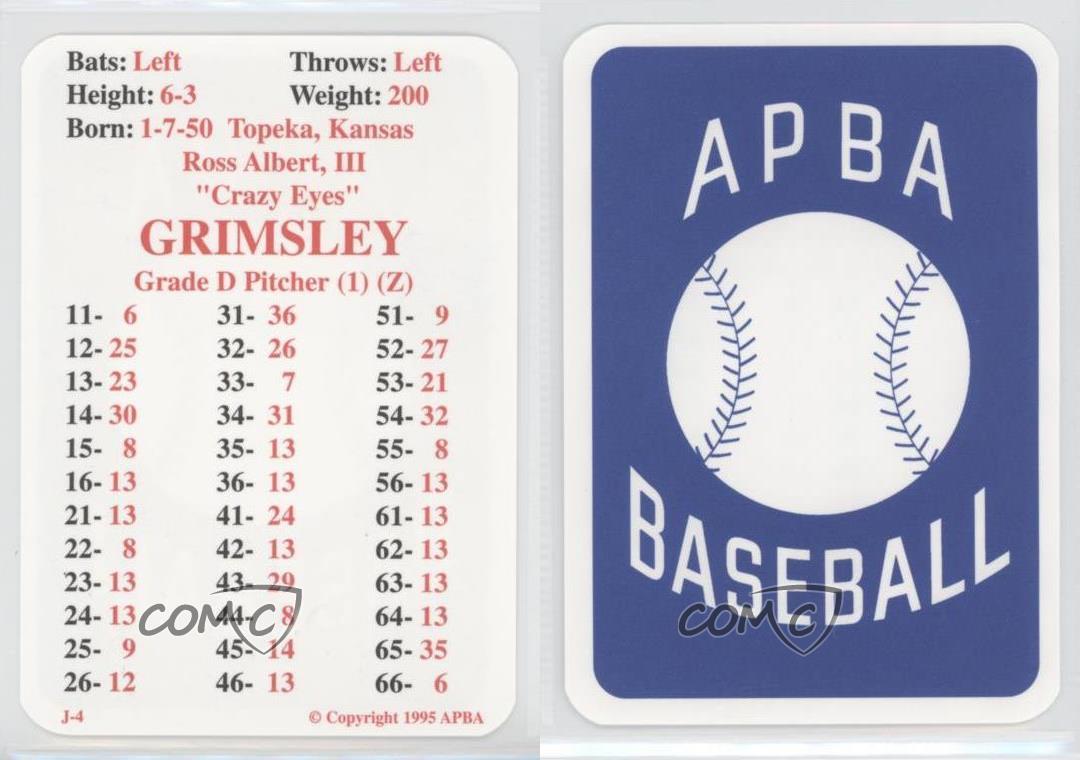 Bats: Left Throws: Left
Height: 6-3 Weight: 200
Born: 1-7-50 Topeka, Kansas
Ross Albert, III
"Crazy Eyes"
GRIMSLEY
Grade D Pitcher (1) (Z)
11- 6 31- 36 51- 9
12- 25 32- 26 52- 27
13- 23 33- 7 53- 21
14- 30 34- 31 54- 32
15- 8 35- 13 55- 8
16- 13 36- 13 56- 13
21- 13 41- 24 61- 13
22- 8 42- 13 62- 13
23- 13 43- 29 63- 13
24- 13 44- 8 64- 13
25- 9 45- 14 65- 35
26- 12 46- 13 66- 6
J-4 © Copyright 1995 APBA
COMC
APBA
BASEBALL
COMC